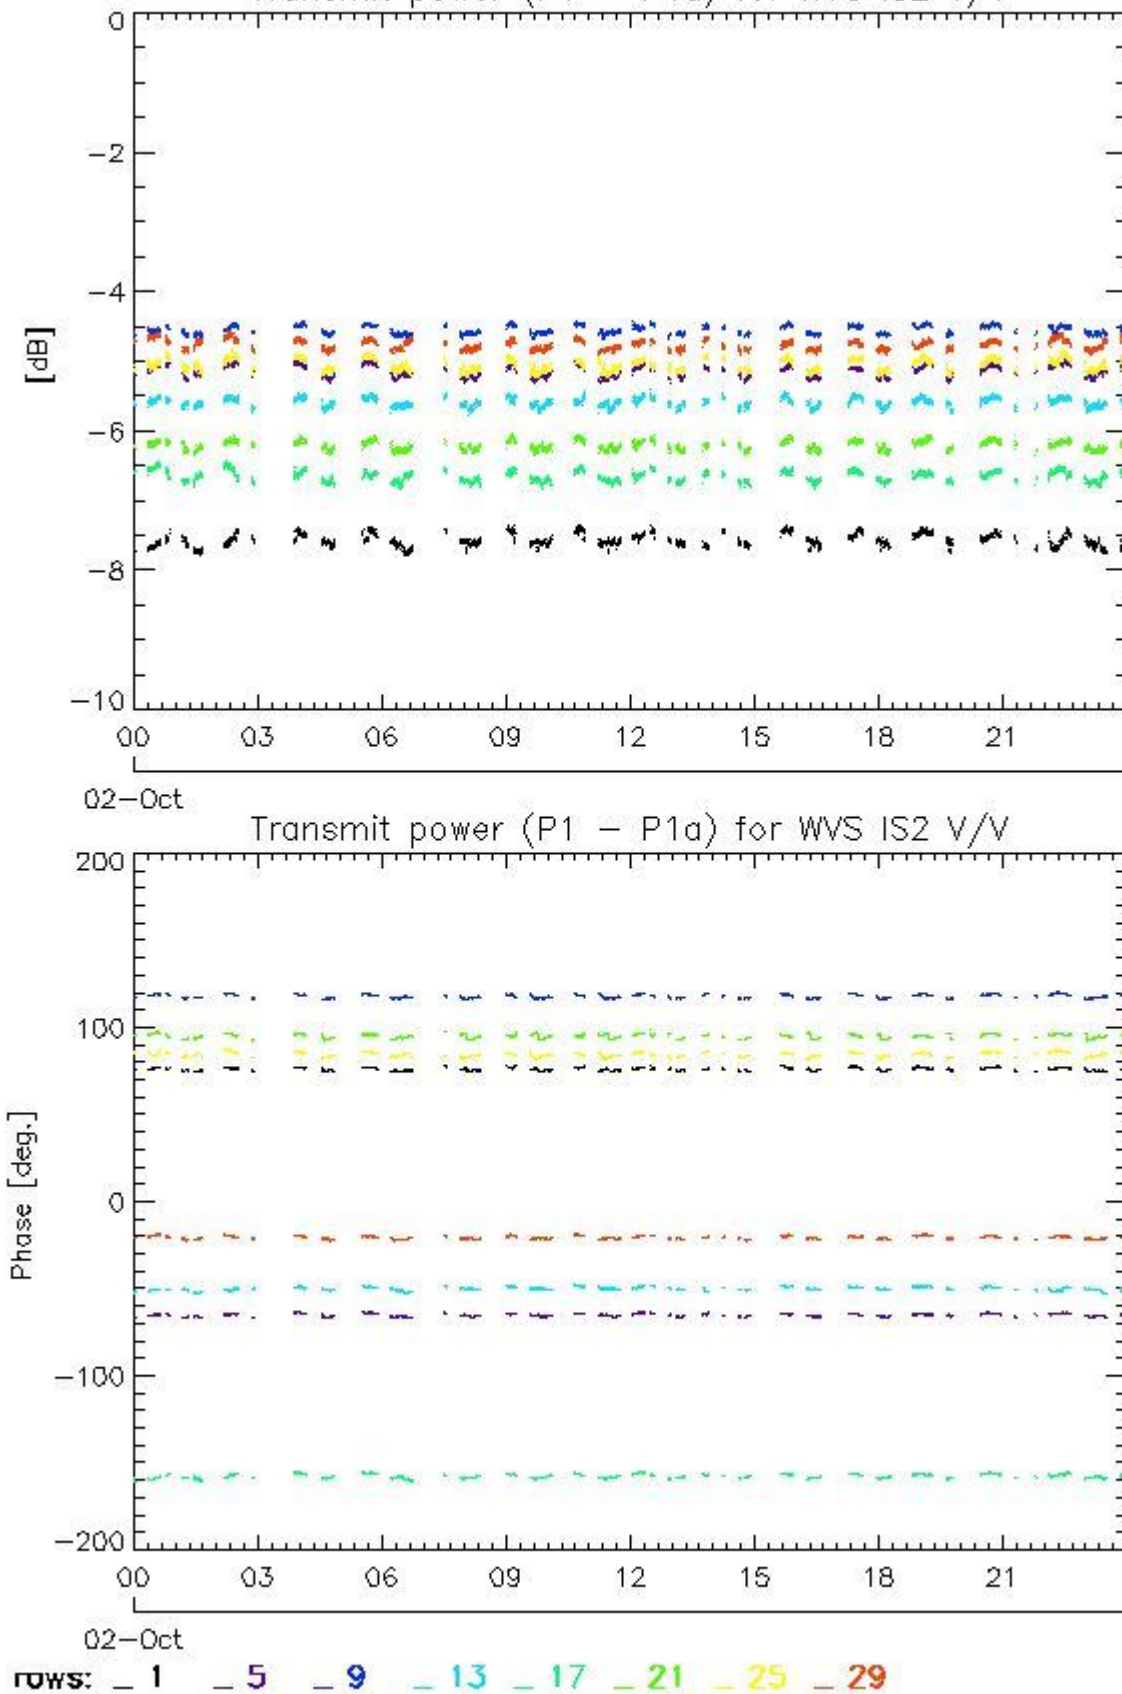 0
-2
-4
[dB]
-6
-8
-10
00 03 06 09 12 15 18 21
02-Oct
Transmit power (P1 - P1a) for WVS IS2 V/V
200
100
Phase [deg.]
0
-100
-200
00 03 06 09 12 15 18 21
02-Oct
rows: _ 1 _ 5 _ 9 _ 13 _ 17 _ 21 _ 25 _ 29